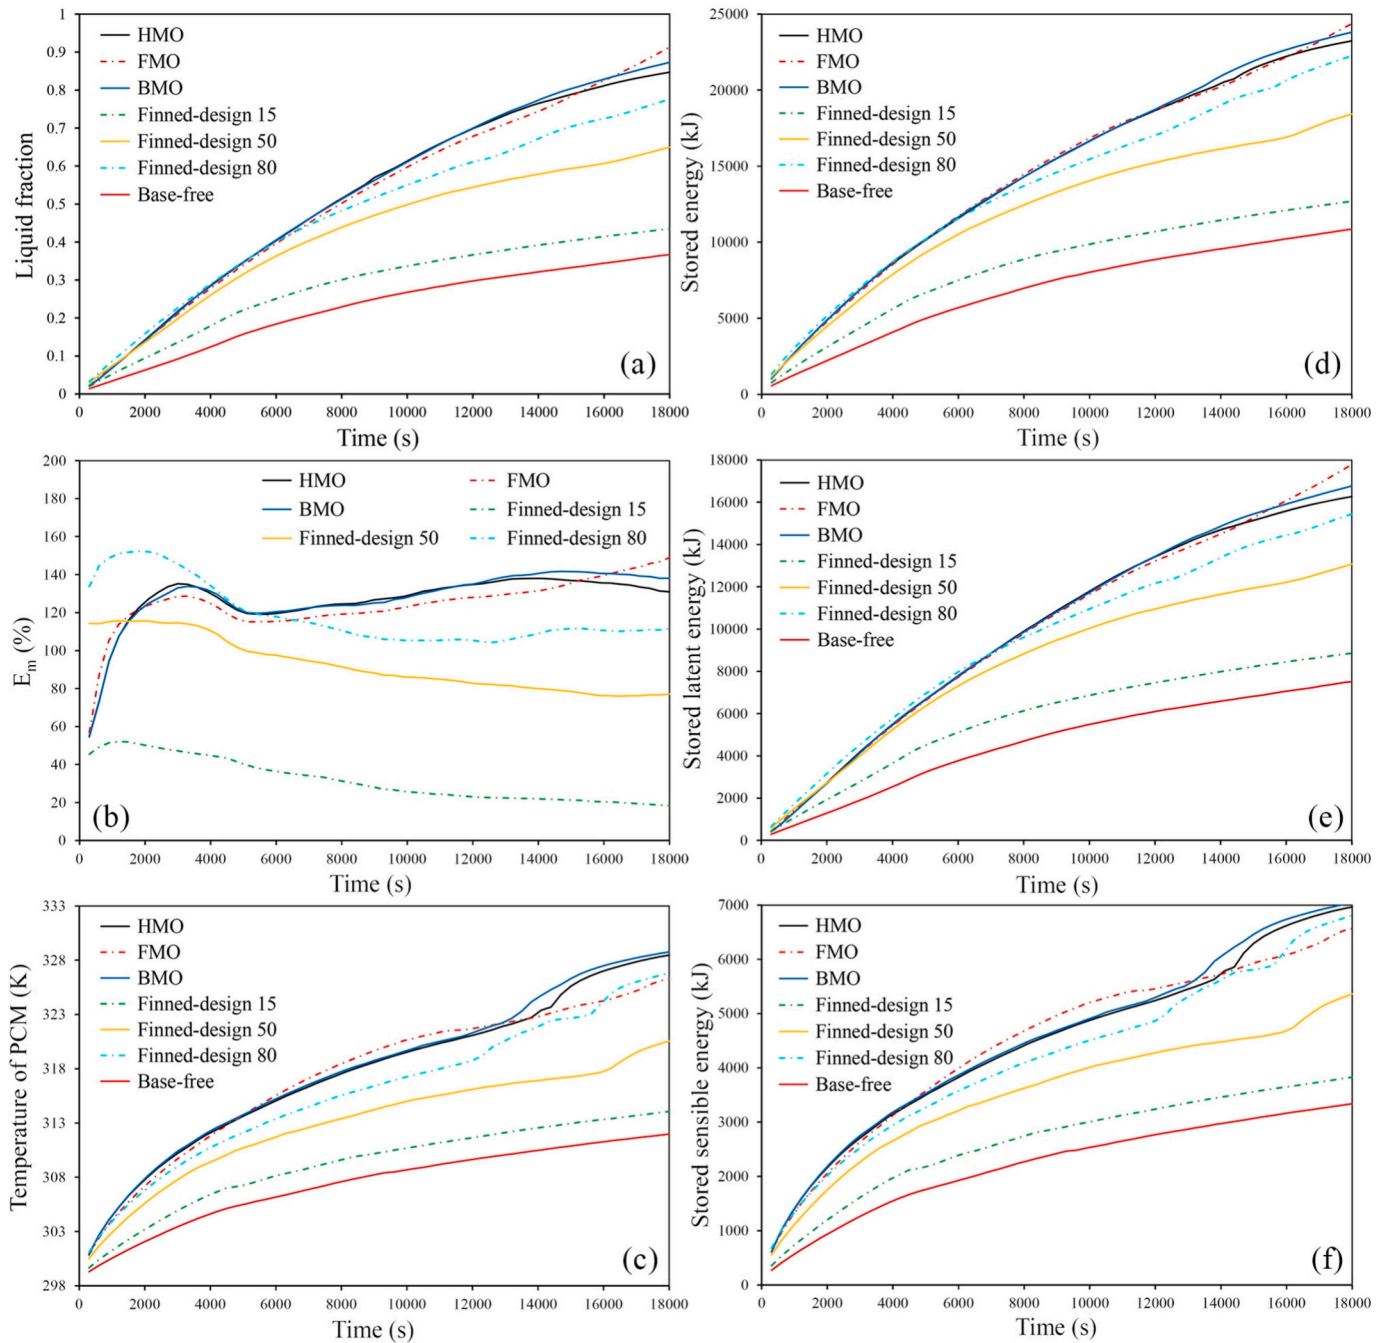 1
0.9
0.8
0.7
0.6
0.5
0.4
0.3
0.2
0.1
0
Liquid fraction
HMO
FMO
BMO
Finned-design 15
Finned-design 50
Finned-design 80
Base-free
(a)
0 2000 4000 6000 8000 10000 12000 14000 16000 18000
Time (s)
25000
20000
15000
10000
5000
0
Stored energy (kJ)
HMO
FMO
BMO
Finned-design 15
Finned-design 50
Finned-design 80
Base-free
(d)
0 2000 4000 6000 8000 10000 12000 14000 16000 18000
Time (s)
200
180
160
140
120
100
80
60
40
20
0
Em (%)
HMO FMO
BMO Finned-design 15
Finned-design 50 Finned-design 80
(b)
0 2000 4000 6000 8000 10000 12000 14000 16000 18000
Time (s)
18000
16000
14000
12000
10000
8000
6000
4000
2000
0
Stored latent energy (kJ)
HMO
FMO
BMO
Finned-design 15
Finned-design 50
Finned-design 80
Base-free
(e)
0 2000 4000 6000 8000 10000 12000 14000 16000 18000
Time (s)
333
328
323
318
313
308
303
298
Temperature of PCM (K)
HMO
FMO
BMO
Finned-design 15
Finned-design 50
Finned-design 80
Base-free
(c)
0 2000 4000 6000 8000 10000 12000 14000 16000 18000
Time (s)
7000
6000
5000
4000
3000
2000
1000
0
Stored sensible energy (kJ)
HMO
FMO
BMO
Finned-design 15
Finned-design 50
Finned-design 80
Base-free
(f)
0 2000 4000 6000 8000 10000 12000 14000 16000 18000
Time (s)